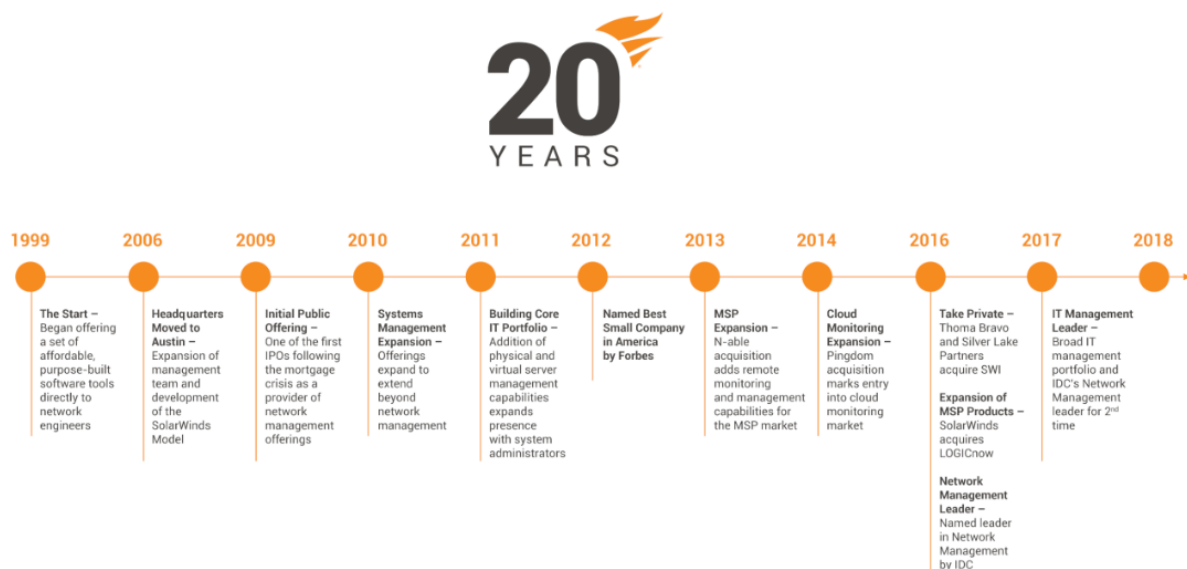 20
YEARS
1999
The Start –
Began offering
a set of
affordable,
purpose-built
software tools
directly to
network
engineers
2006
Headquarters
Moved to
Austin –
Expansion of
management
team and
development
of the
SolarWinds
Model
2009
Initial Public
Offering –
One of the first
IPOs following
the mortgage
crisis as a
provider of
network
management
offerings
2010
Systems
Management
Expansion –
Offerings
expand to
extend
beyond
network
management
2011
Building Core
IT Portfolio –
Addition of
physical and
virtual server
management
capabilities
expands
presence
with system
administrators
2012
Named Best
Small Company
in America
by Forbes
2013
MSP
Expansion –
N-able
acquisition
adds remote
monitoring
and management
capabilities for
the MSP market
2014
Cloud
Monitoring
Expansion –
Pingdom
acquisition
marks entry
into cloud
monitoring
market
2016
Take Private –
Thoma Bravo
and Silver Lake
Partners
acquire SWI
Expansion of
MSP Products –
SolarWinds
acquires
LOGICnow
Network
Management
Leader –
Named leader
in Network
Management
by IDC
2017
IT Management
Leader –
Broad IT
management
portfolio and
IDC's Network
Management
leader for 2nd
time
2018